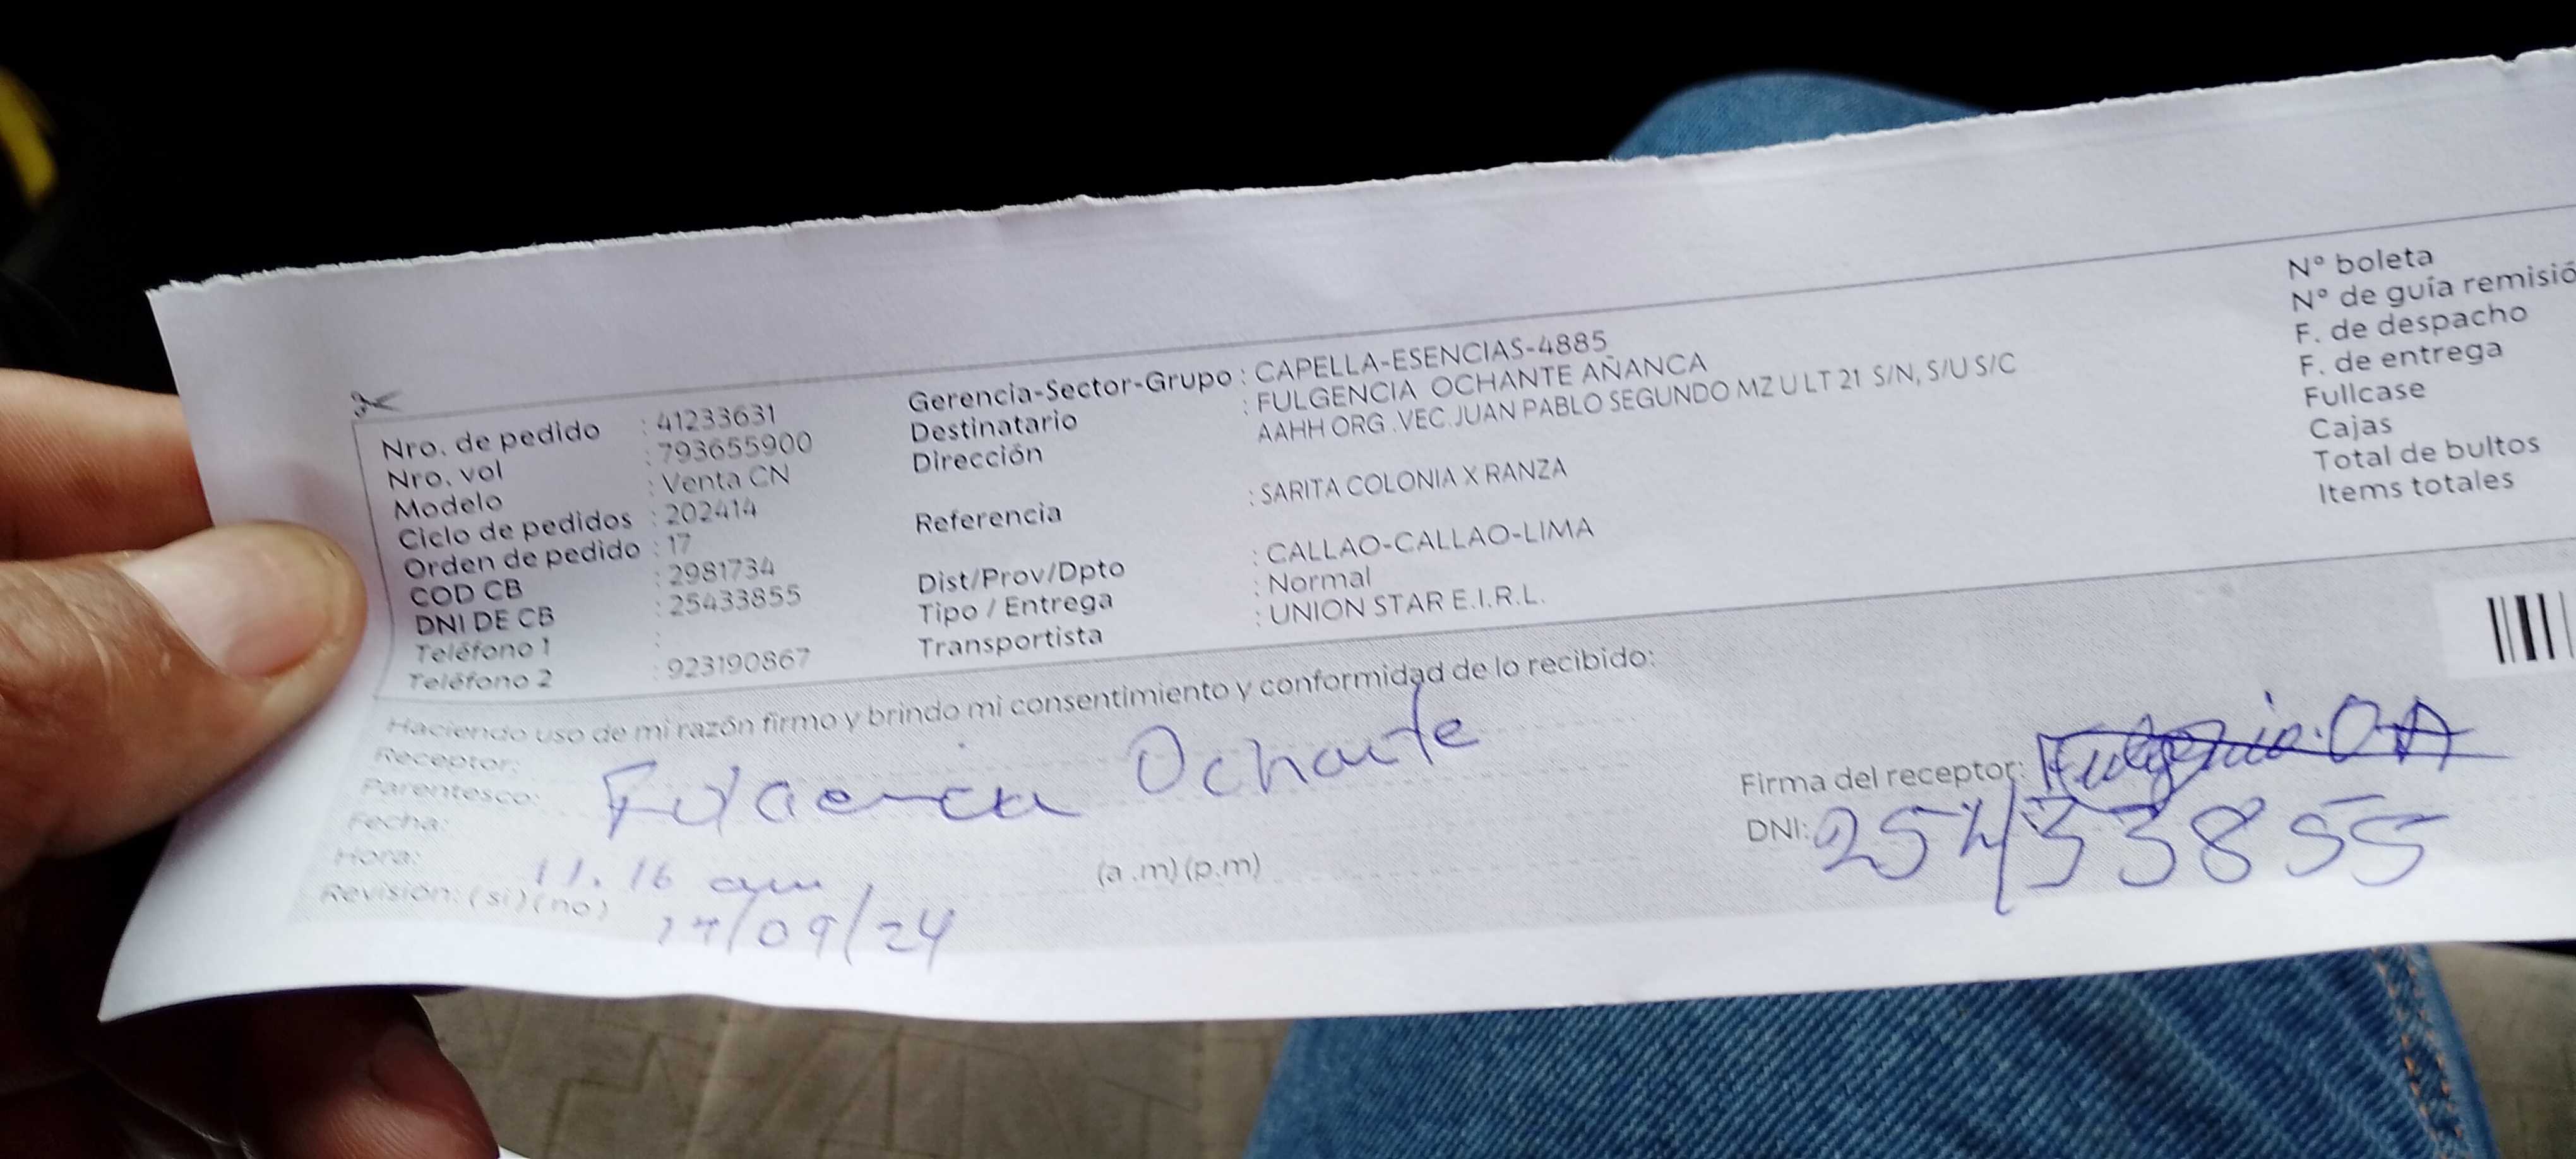 Nro. de pedido : 41233631
Nro. vol : 793655900
Modelo : Venta CN
Ciclo de pedidos : 202414
Orden de pedido : 17
COD CB : 2981734
DNI DE CB : 25433855
Teléfono 1 :
Teléfono 2 : 923190867
Gerencia-Sector-Grupo : CAPELLA-ESENCIAS-4885
Destinatario : FULGENCIA OCHANTE AÑANCA
Dirección AAHH ORG .VEC.JUAN PABLO SEGUNDO MZ U LT 21 S/N, S/U S/C
Referencia : SARITA COLONIA X RANZA
Dist/Prov/Dpto : CALLAO-CALLAO-LIMA
Tipo / Entrega : Normal
Transportista : UNION STAR E.I.R.L.
N° boleta
N° de guía remisió
F. de despacho
F. de entrega
Fullcase
Cajas
Total de bultos
Items totales
Haciendo uso de mi razón firmo y brindo mi consentimiento y conformidad de lo recibido:
Receptor:
Parentesco: Fulgencia Ochante
Fecha:
Hora: 11.16 am (a .m) (p.m)
Revisión: (si) (no) /09/24
Firma del receptor: O.A
DNI: 25433855